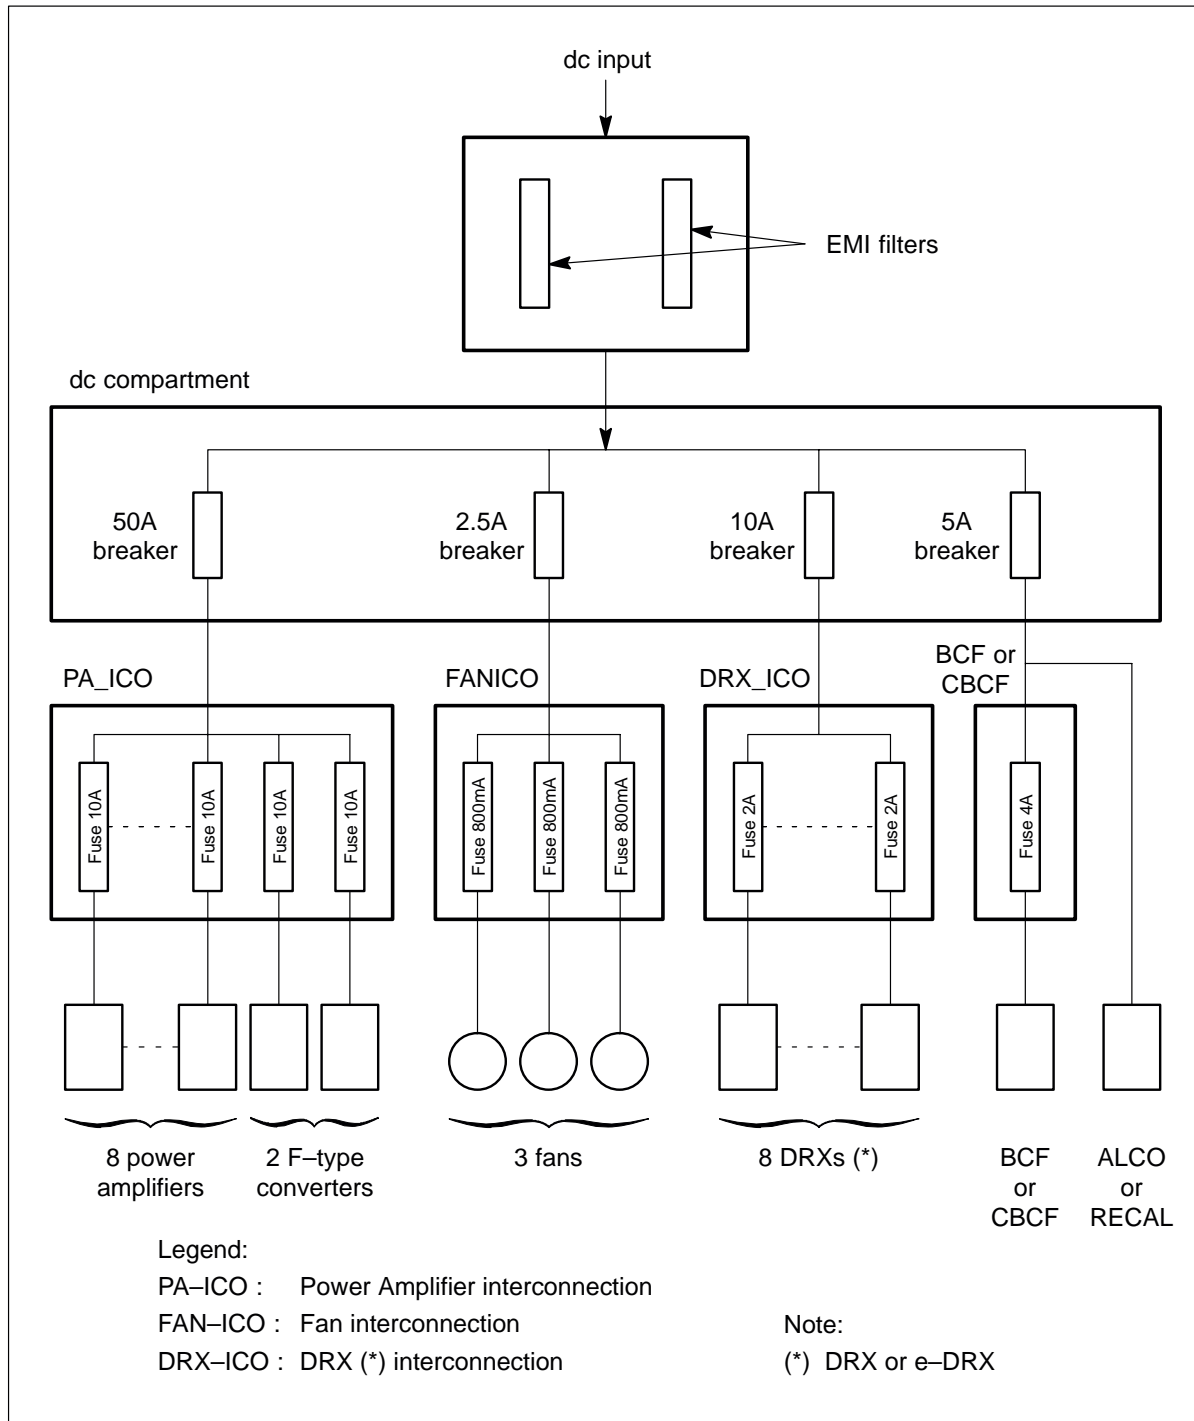 dc input
EMI filters
dc compartment
50A
breaker
2.5A
breaker
10A
breaker
5A
breaker
PA_ICO
FANICO
DRX_ICO
BCF or
CBCF
Fuse 10A
Fuse 10A
Fuse 10A
Fuse 10A
Fuse 800mA
Fuse 800mA
Fuse 800mA
Fuse 2A
Fuse 2A
Fuse 4A
8 power
amplifiers
2 F–type
converters
3 fans
8 DRXs (*)
BCF
or
CBCF
ALCO
or
RECAL
Legend:
PA–ICO : Power Amplifier interconnection
FAN–ICO : Fan interconnection
DRX–ICO : DRX (*) interconnection
Note:
(*) DRX or e–DRX